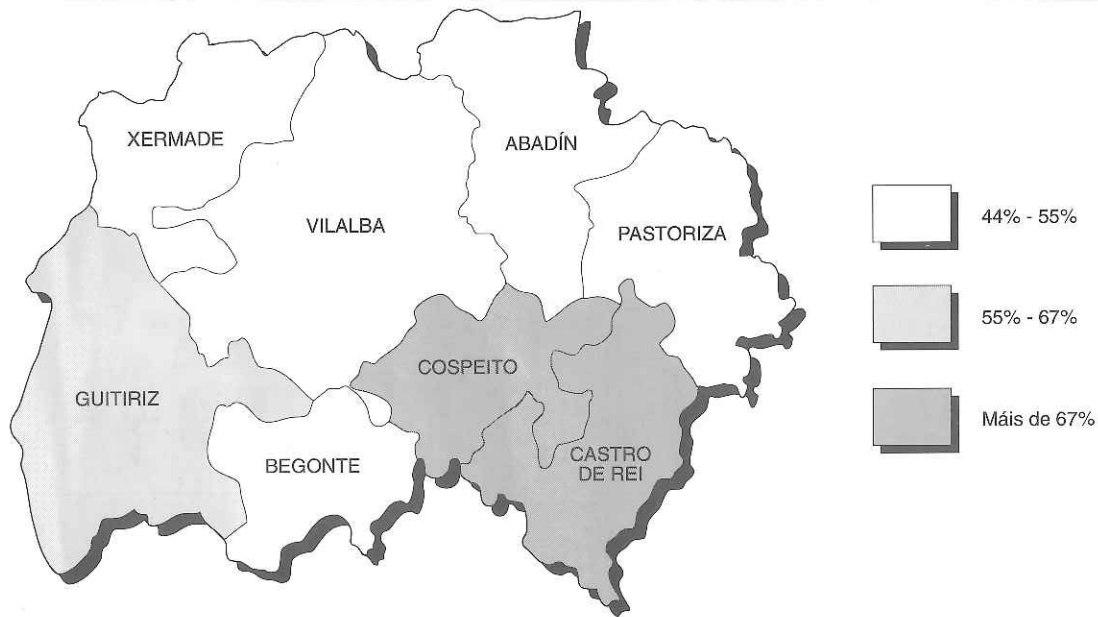 XERMADE
ABADÍN
VILALBA
PASTORIZA
COSPEITO
GUITIRIZ
BEGONTE
CASTRO
DE REI
44% - 55%
55% - 67%
Máis de 67%